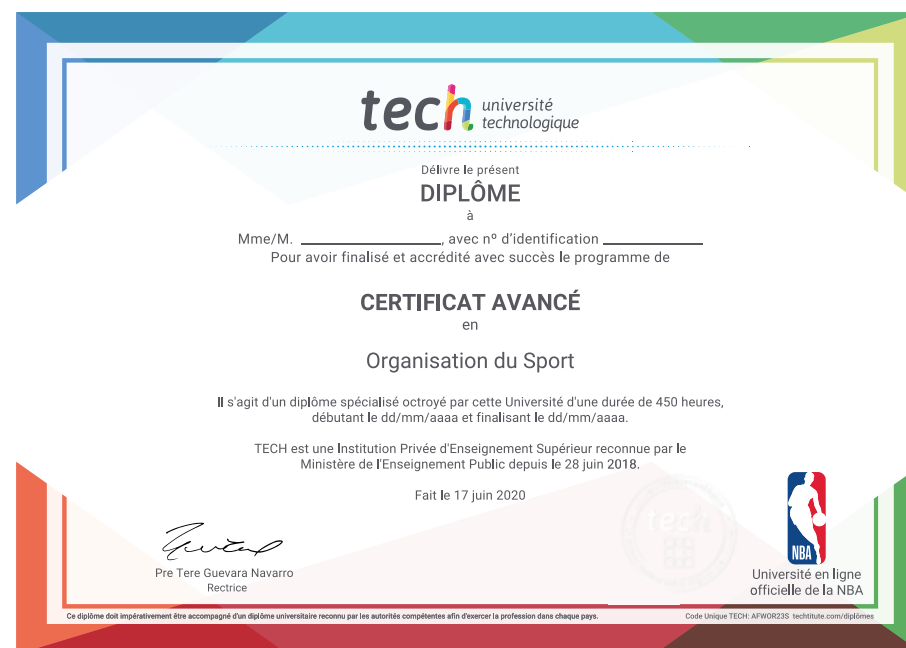 tech université
technologique
Délivre le présent
DIPLÔME
à
Mme/M. ____________________, avec nº d'identification ______________
Pour avoir finalisé et accrédité avec succès le programme de
CERTIFICAT AVANCÉ
en
Organisation du Sport
Il s'agit d'un diplôme spécialisé octroyé par cette Université d'une durée de 450 heures,
débutant le dd/mm/aaaa et finalisant le dd/mm/aaaa.
TECH est une Institution Privée d'Enseignement Supérieur reconnue par le
Ministère de l'Enseignement Public depuis le 28 juin 2018.
Fait le 17 juin 2020
tech
NBA
Pre Tere Guevara Navarro
Rectrice
Université en ligne
officielle de la NBA
Ce diplôme doit impérativement être accompagné d'un diplôme universitaire reconnu par les autorités compétentes afin d'exercer la profession dans chaque pays.
Code Unique TECH: AFWOR23S techtitute.com/diplômes